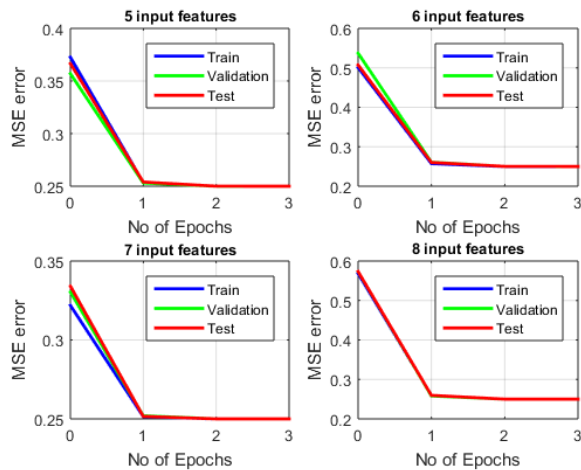 5 input features
0.4
0.35
0.3
0.25
MSE error
Train
Validation
Test
0 1 2 3
No of Epochs
6 input features
0.6
0.5
0.4
0.3
0.2
MSE error
Train
Validation
Test
0 1 2 3
No of Epochs
7 input features
0.35
0.3
0.25
MSE error
Train
Validation
Test
0 1 2 3
No of Epochs
8 input features
0.6
0.5
0.4
0.3
0.2
MSE error
Train
Validation
Test
0 1 2 3
No of Epochs